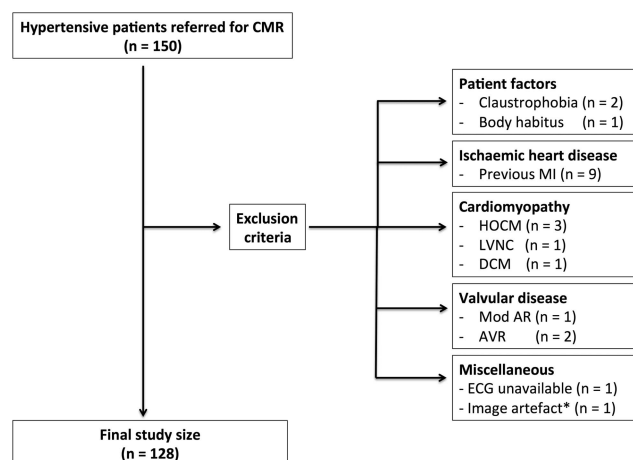 Hypertensive patients referred for CMR
(n = 150)
Exclusion
criteria
Patient factors
- Claustrophobia (n = 2)
- Body habitus (n = 1)
Ischaemic heart disease
- Previous MI (n = 9)
Cardiomyopathy
- HOCM (n = 3)
- LVNC (n = 1)
- DCM (n = 1)
Valvular disease
- Mod AR (n = 1)
- AVR (n = 2)
Miscellaneous
- ECG unavailable (n = 1)
- Image artefact* (n = 1)
Final study size
(n = 128)